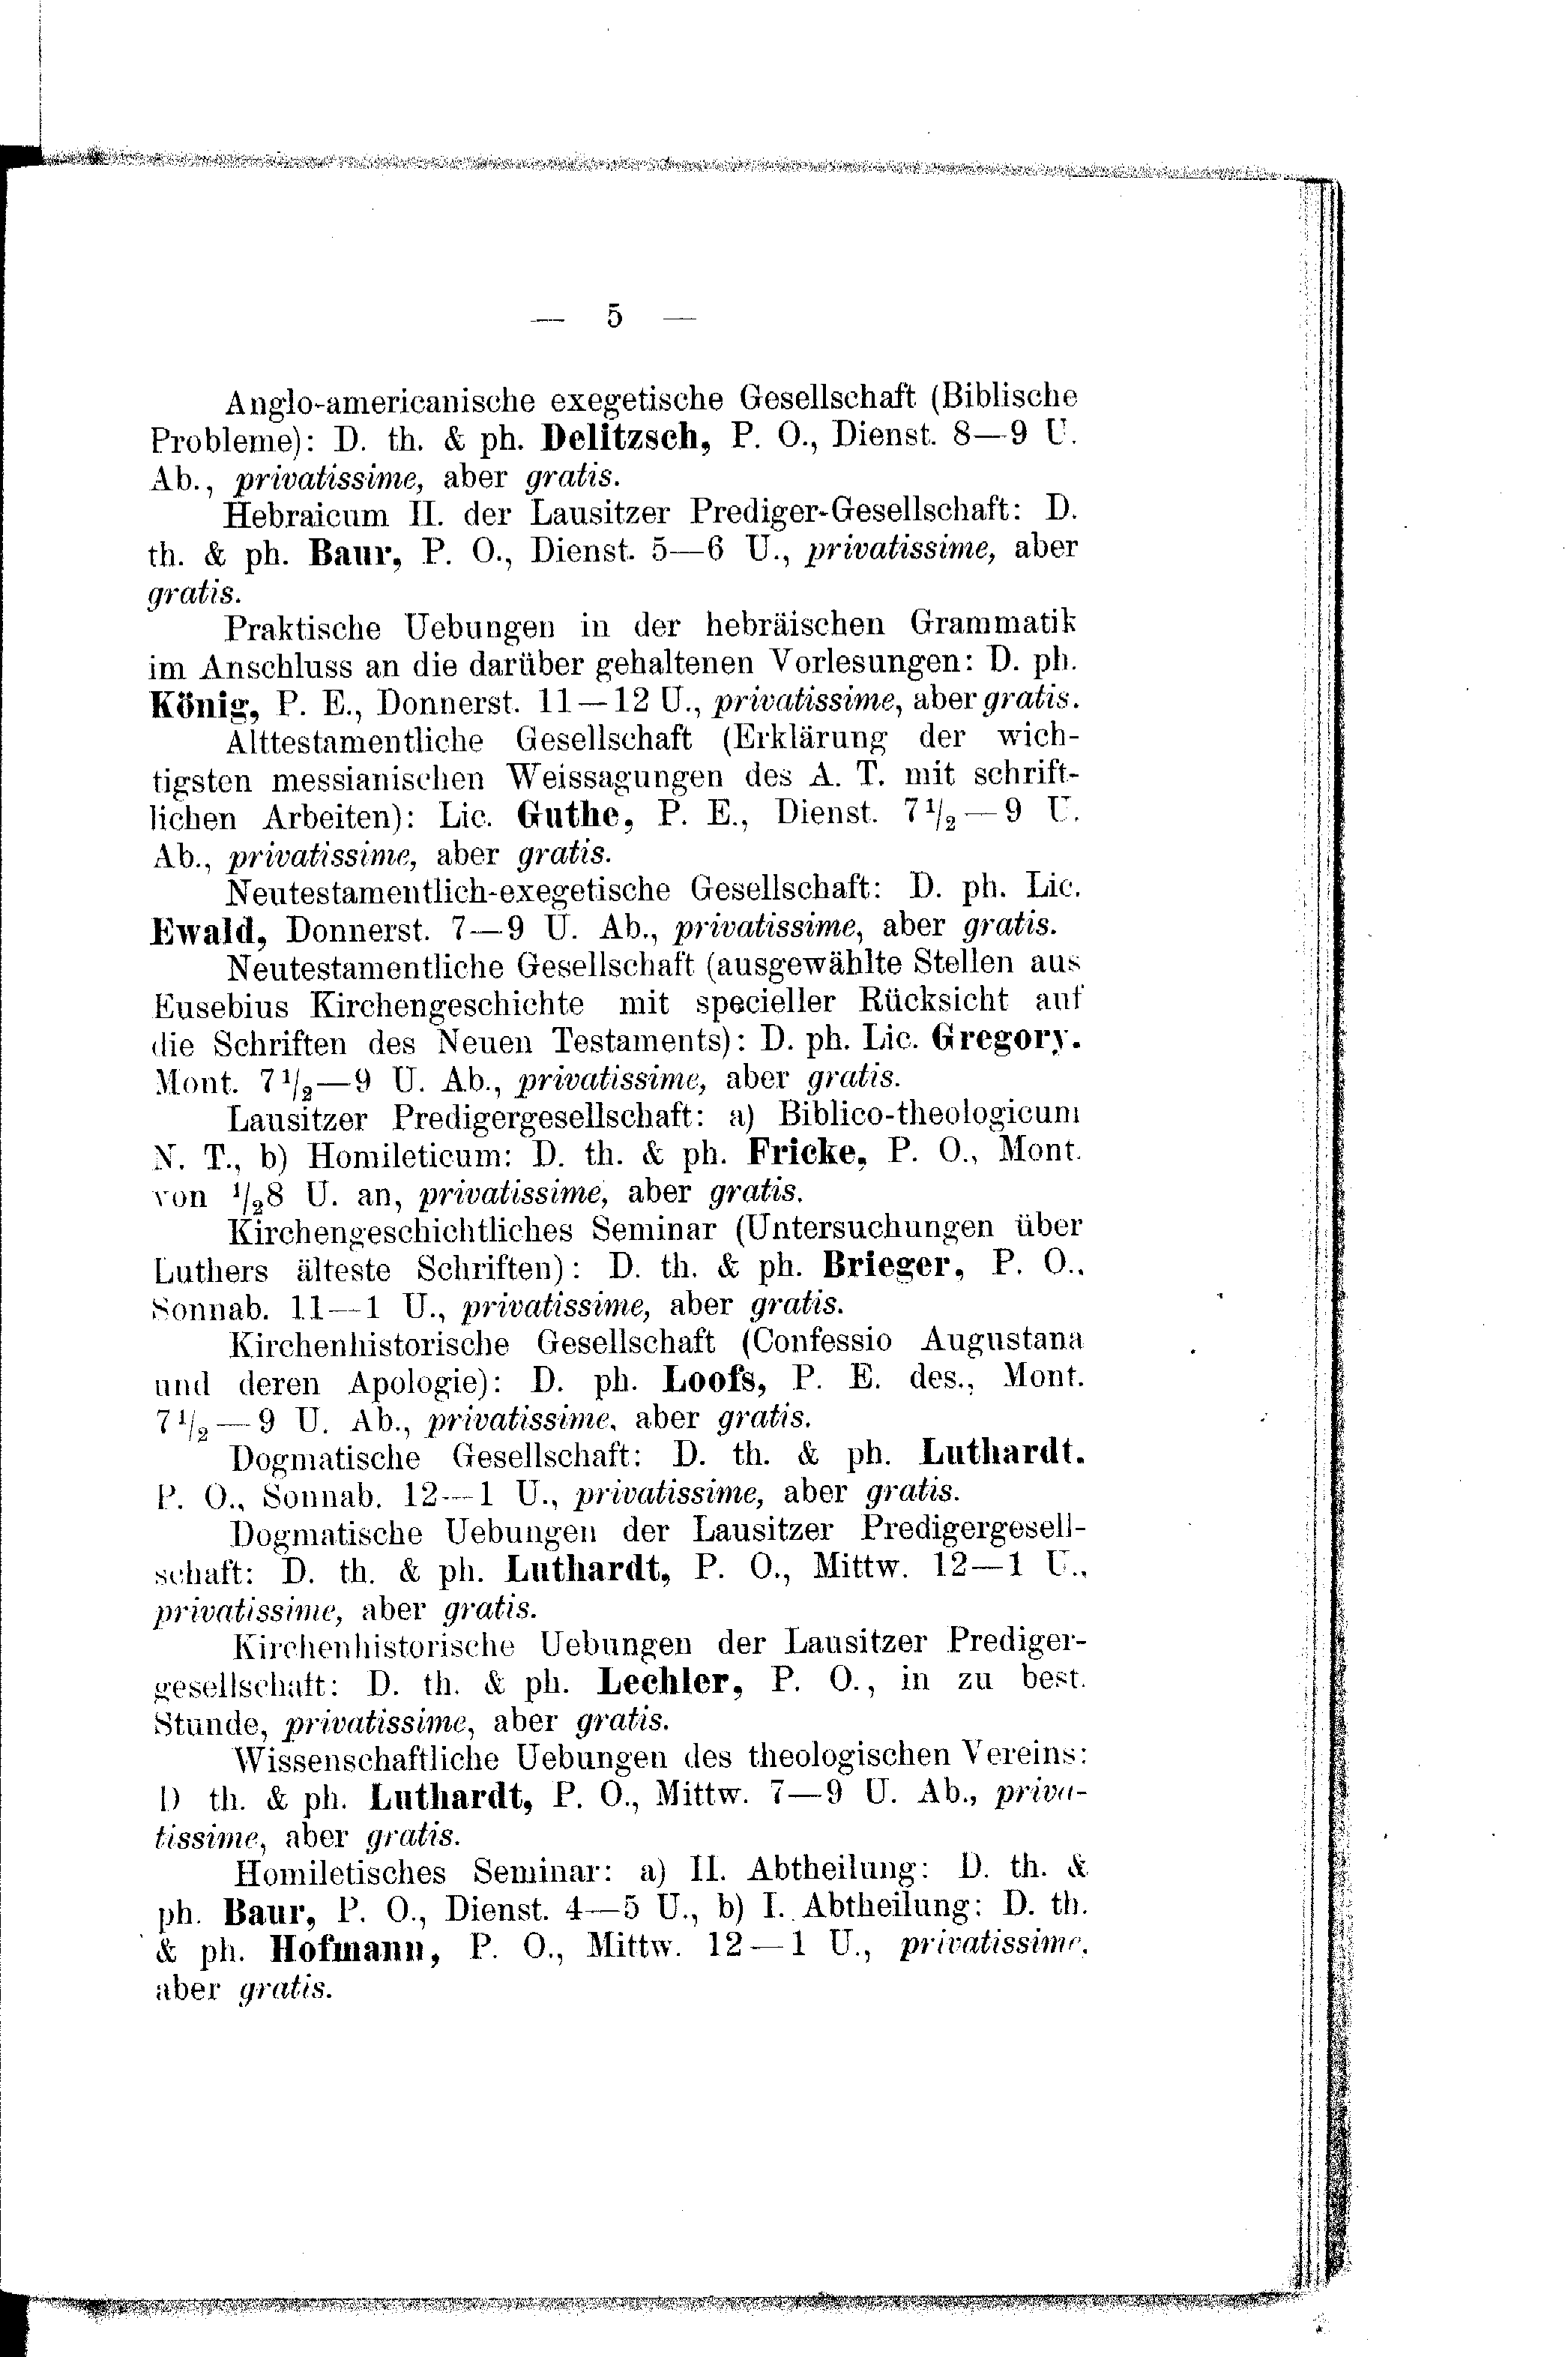 — 5 —
Anglo-americanische exegetische Gesellschaft (Biblische
Probleme): D. th. & ph. Delitzsch, P. O., Dienst. 8—9 U.
Ab., privatissime, aber gratis.
Hebraicum II. der Lausitzer Prediger-Gesellschaft: D.
th. & ph. Baur, P. O., Dienst. 5—6 U., privatissime, aber
gratis.
Praktische Uebungen in der hebräischen Grammatik
im Anschluss an die darüber gehaltenen Vorlesungen: D. ph.
König, P. E., Donnerst. 11—12 U., privatissime, aber gratis.
Alttestamentliche Gesellschaft (Erklärung der wich-
tigsten messianischen Weissagungen des A. T. mit schrift-
lichen Arbeiten): Lic. Guthe, P. E., Dienst. 7 1/2—9 U.
Ab., privatissime, aber gratis.
Neutestamentlich-exegetische Gesellschaft: D. ph. Lic.
Ewald, Donnerst. 7—9 U. Ab., privatissime, aber gratis.
Neutestamentliche Gesellschaft (ausgewählte Stellen aus
Eusebius Kirchengeschichte mit specieller Rücksicht auf
die Schriften des Neuen Testaments): D. ph. Lic. Gregory.
Mont. 7 1/2—9 U. Ab., privatissime, aber gratis.
Lausitzer Predigergesellschaft: a) Biblico-theologicum
N. T., b) Homileticum: D. th. & ph. Fricke, P. O., Mont.
von 1/2 8 U. an, privatissime, aber gratis.
Kirchengeschichtliches Seminar (Untersuchungen über
Luthers älteste Schriften): D. th. & ph. Brieger, P. O.,
Sonnab. 11—1 U., privatissime, aber gratis.
Kirchenhistorische Gesellschaft (Confessio Augustana
und deren Apologie): D. ph. Loofs, P. E. des., Mont.
7 1/2—9 U. Ab., privatissime, aber gratis.
Dogmatische Gesellschaft: D. th. & ph. Luthardt.
P. O., Sonnab. 12—1 U., privatissime, aber gratis.
Dogmatische Uebungen der Lausitzer Predigergesell-
schaft: D. th. & ph. Luthardt, P. O., Mittw. 12—1 U.,
privatissime, aber gratis.
Kirchenhistorische Uebungen der Lausitzer Prediger-
gesellschaft: D. th. & ph. Lechler, P. O., in zu best.
Stunde, privatissime, aber gratis.
Wissenschaftliche Uebungen des theologischen Vereins:
D th. & ph. Luthardt, P. O., Mittw. 7—9 U. Ab., priva-
tissime, aber gratis.
Homiletisches Seminar: a) II. Abtheilung: D. th. &
ph. Baur, P. O., Dienst. 4—5 U., b) I. Abtheilung: D. th.
& ph. Hofmann, P. O., Mittw. 12—1 U., privatissime,
aber gratis.